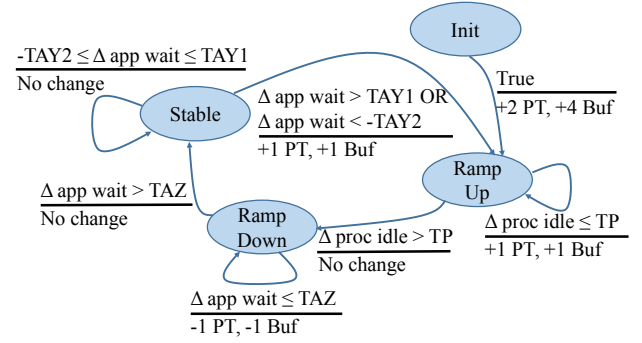 Init
-TAY2 ≤ Δ app wait ≤ TAY1
No change
True
+2 PT, +4 Buf
Stable
Δ app wait > TAY1 OR
Δ app wait < -TAY2
+1 PT, +1 Buf
Ramp
Up
Δ app wait > TAZ
No change
Ramp
Down
Δ proc idle > TP
No change
Δ proc idle ≤ TP
+1 PT, +1 Buf
Δ app wait ≤ TAZ
-1 PT, -1 Buf